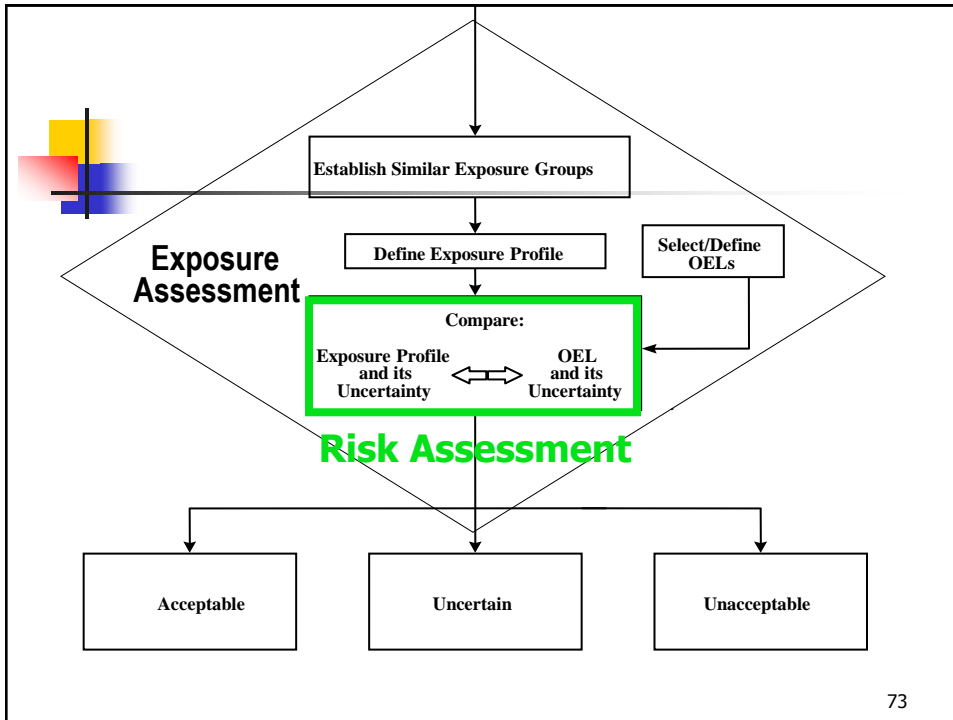 Establish Similar Exposure Groups
Define Exposure Profile
Select/Define
OELs
Exposure
Assessment
Compare:
Exposure Profile
and its
Uncertainty
OEL
and its
Uncertainty
Risk Assessment
Acceptable
Uncertain
Unacceptable
73